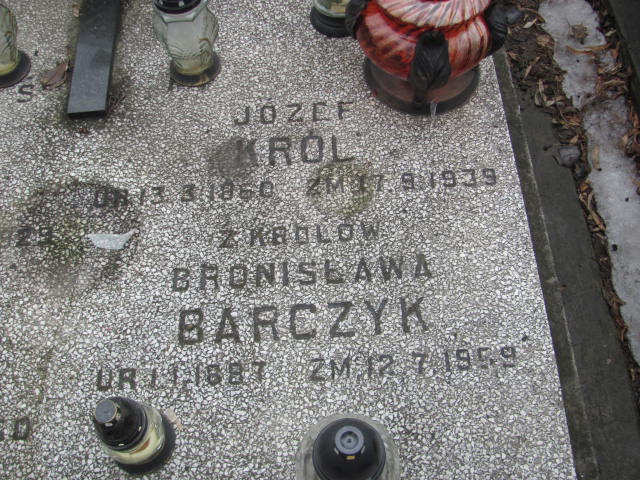 S
JÓZEF
KRÓL
UR 13.3.1860 ZM.17.9.1939
29
Z KRÓLÓW
BRONISŁAWA
BARCZYK
UR 1.1.1887 ZM.12.7.1959